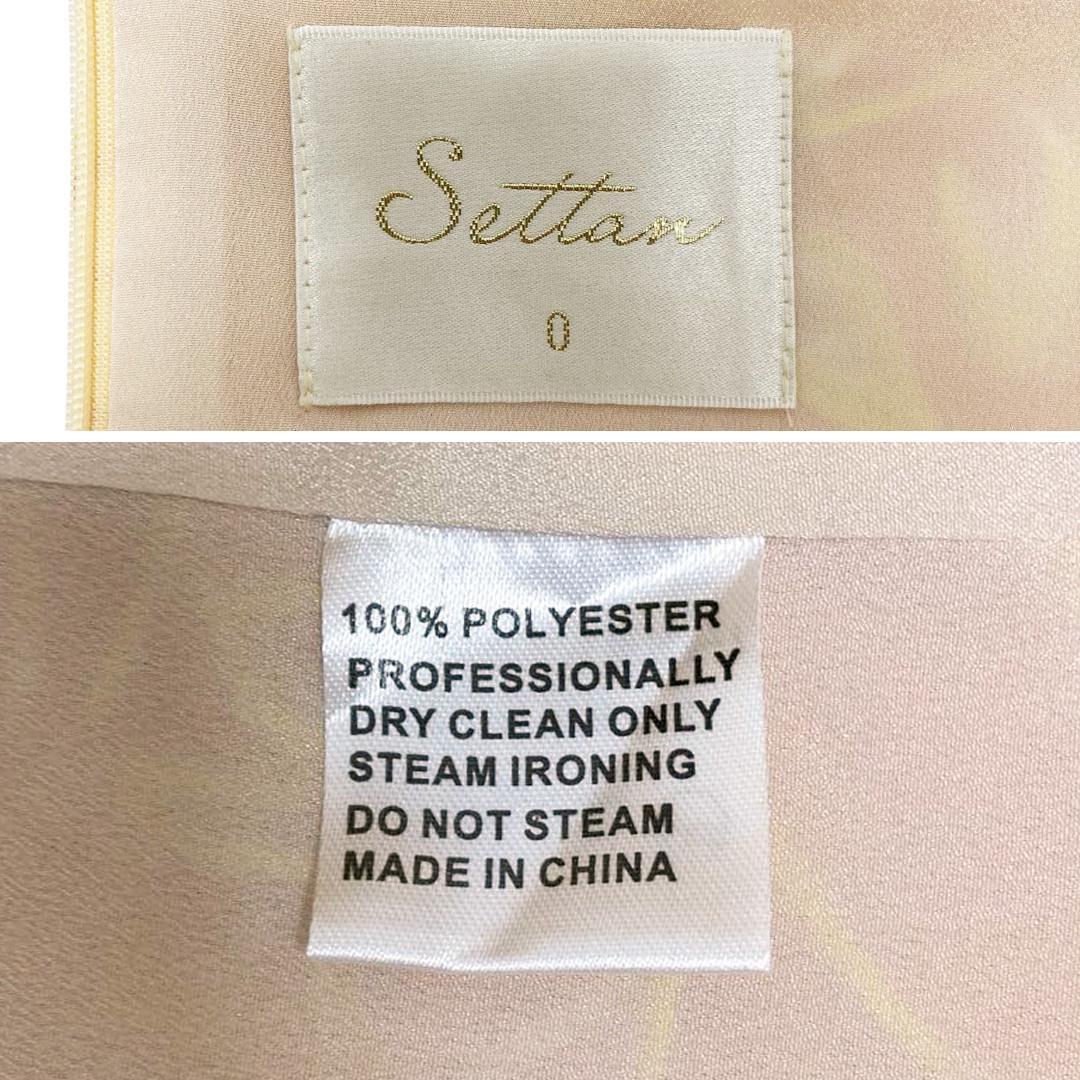 Settan
0
100% POLYESTER
PROFESSIONALLY
DRY CLEAN ONLY
STEAM IRONING
DO NOT STEAM
MADE IN CHINA